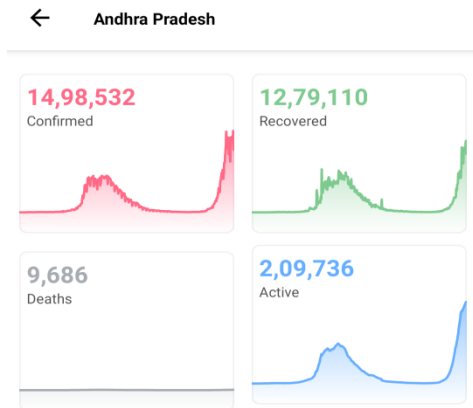 Andhra Pradesh
14,98,532
Confirmed
12,79,110
Recovered
9,686
Deaths
2,09,736
Active